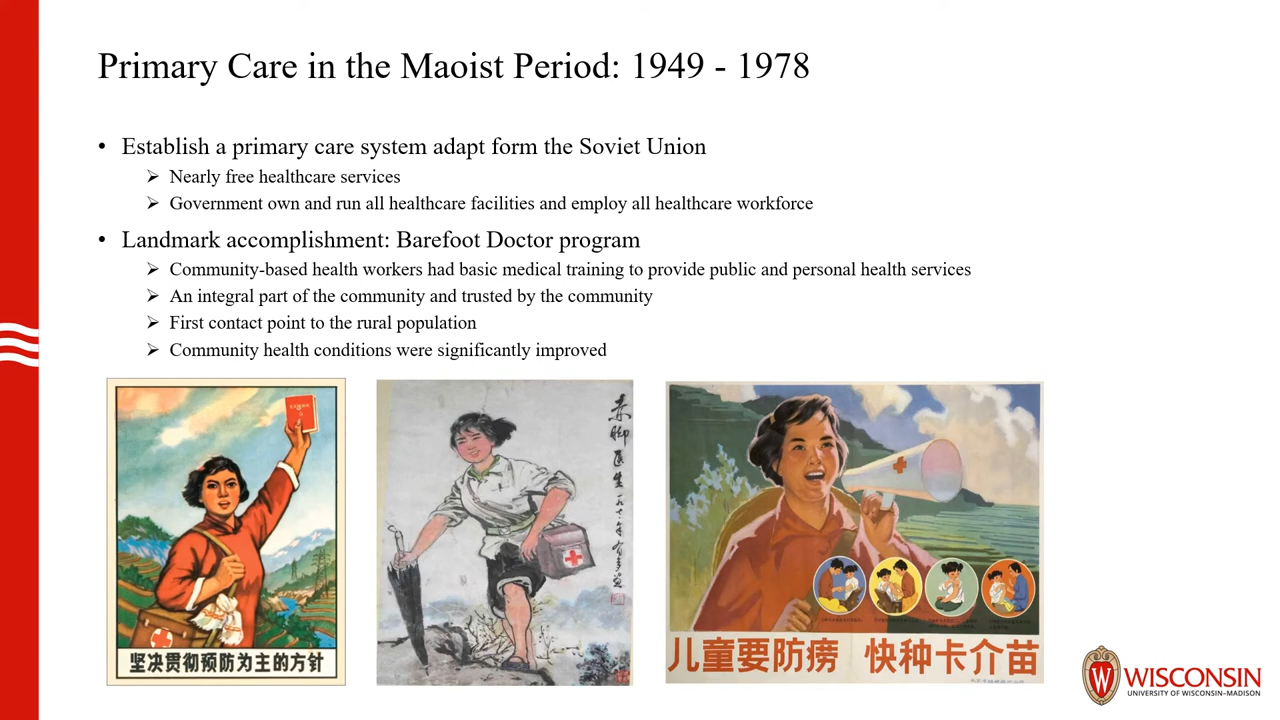 Primary Care in the Maoist Period: 1949 - 1978
• Establish a primary care system adapt form the Soviet Union
➢ Nearly free healthcare services
➢ Government own and run all healthcare facilities and employ all healthcare workforce
• Landmark accomplishment: Barefoot Doctor program
➢ Community-based health workers had basic medical training to provide public and personal health services
➢ An integral part of the community and trusted by the community
➢ First contact point to the rural population
➢ Community health conditions were significantly improved
坚决贯彻预防为主的方针
赤脚医生
儿童要防痨 快种卡介苗
W
WISCONSIN
UNIVERSITY OF WISCONSIN–MADISON